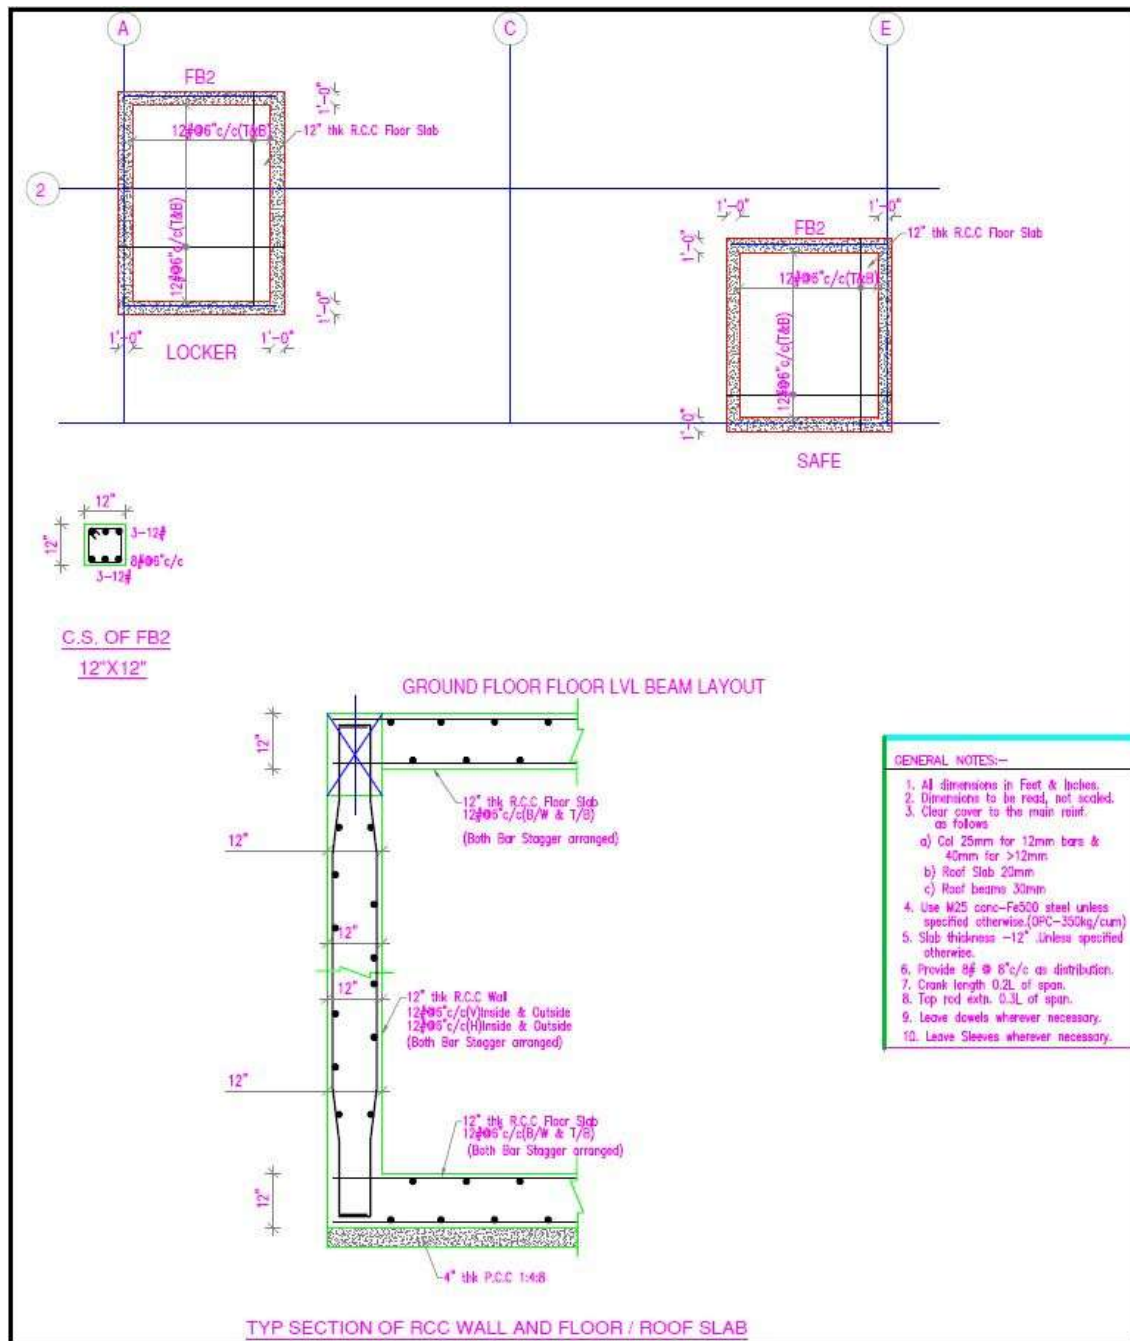 A
C
E
FB2
12#@6"c/c(T&B)
12" thk R.C.C Floor Slab
1'-0"
2
12#@6"c/c(T&B)
1'-0"
1'-0"
1'-0"
LOCKER
1'-0"
1'-0"
FB2
12" thk R.C.C Floor Slab
1'-0"
12#@6"c/c(T&B)
12#@6"c/c(T&B)
1'-0"
SAFE
12"
12"
3-12#
8#@6"c/c
3-12#
C.S. OF FB2
12"X12"
GROUND FLOOR FLOOR LVL BEAM LAYOUT
12"
12" thk R.C.C Floor Slab
12#@6"c/c(B/W & T/B)
(Both Bar Stagger arranged)
12"
12"
12"
12" thk R.C.C Wall
12#@6"c/c(V)Inside & Outside
12#@6"c/c(H)Inside & Outside
(Both Bar Stagger arranged)
12"
12" thk R.C.C Floor Slab
12#@6"c/c(B/W & T/B)
(Both Bar Stagger arranged)
12"
4" thk P.C.C 1:4:8
TYP SECTION OF RCC WALL AND FLOOR / ROOF SLAB
GENERAL NOTES:-
1. All dimensions in Feet & Inches.
2. Dimensions to be read, not scaled.
3. Clear cover to the main reinf.
as follows
a) Col 25mm for 12mm bars &
40mm for >12mm
b) Roof Slab 20mm
c) Roof beams 30mm
4. Use M25 conc-Fe500 steel unless
specified otherwise.(OPC-350kg/cum)
5. Slab thickness -12" .Unless specified
otherwise.
6. Provide 8# @ 8"c/c as distribution.
7. Crank length 0.2L of span.
8. Top rod extn. 0.3L of span.
9. Leave dowels wherever necessary.
10. Leave Sleeves wherever necessary.